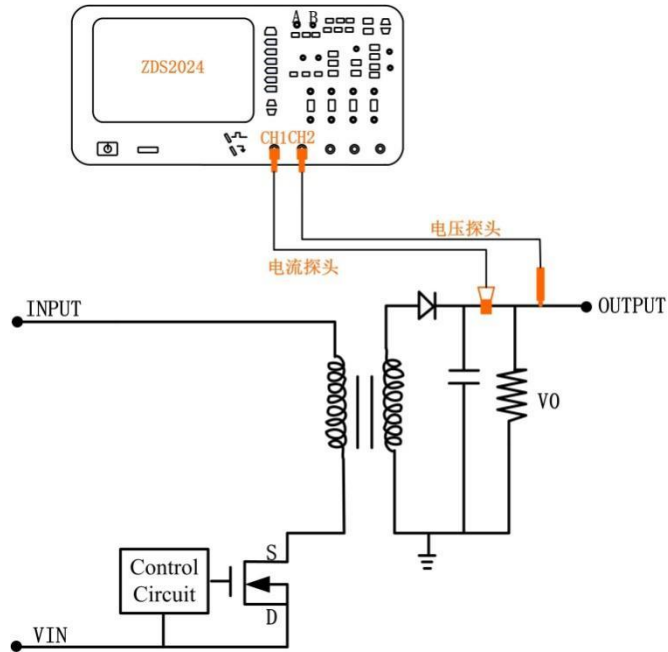 A B
ZDS2024
CH1CH2
电压探头
电流探头
INPUT
OUTPUT
VO
S
Control
Circuit
D
VIN